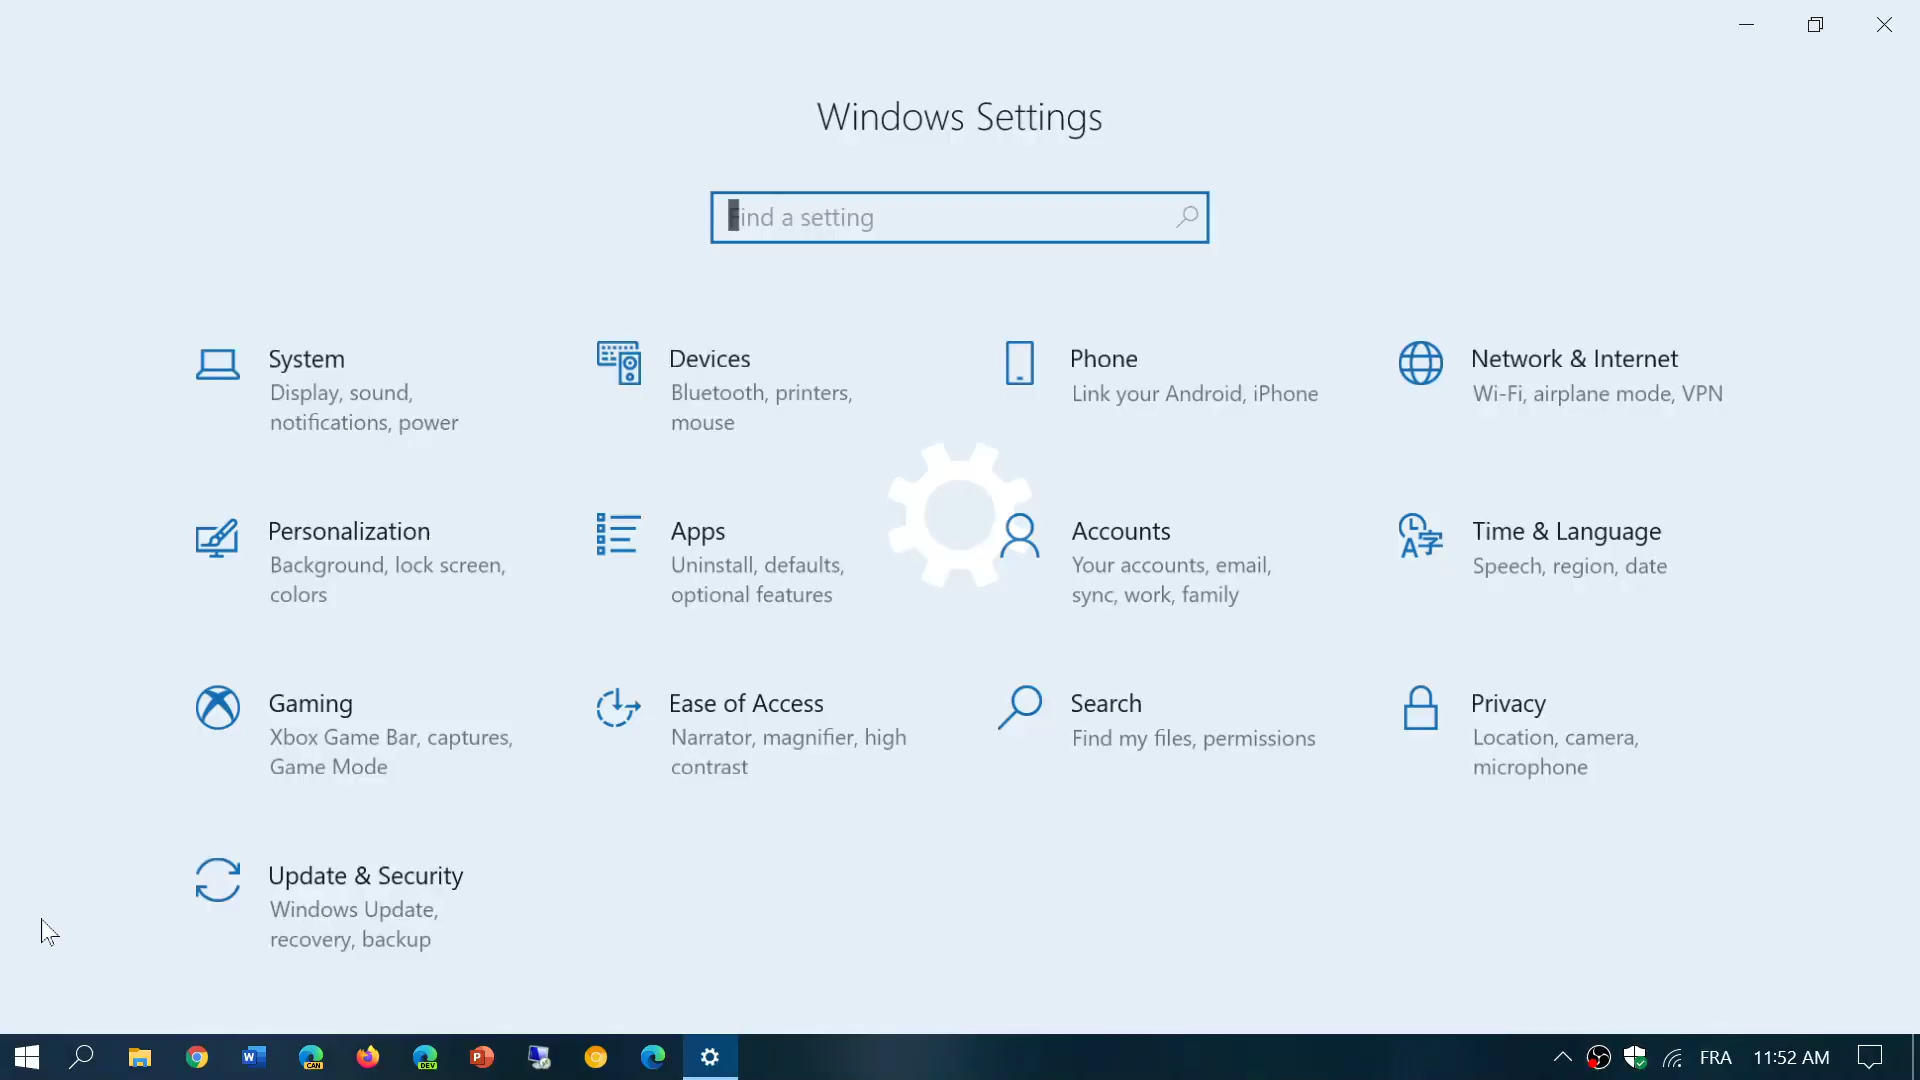 Windows Settings
Find a setting
System
Display, sound,
notifications, power
Devices
Bluetooth, printers,
mouse
Phone
Link your Android, iPhone
Network & Internet
Wi-Fi, airplane mode, VPN
Personalization
Background, lock screen,
colors
Apps
Uninstall, defaults,
optional features
Accounts
Your accounts, email,
sync, work, family
Time & Language
Speech, region, date
Gaming
Xbox Game Bar, captures,
Game Mode
Ease of Access
Narrator, magnifier, high
contrast
Search
Find my files, permissions
Privacy
Location, camera,
microphone
Update & Security
Windows Update,
recovery, backup
W CAN DEV P FRA 11:52 AM